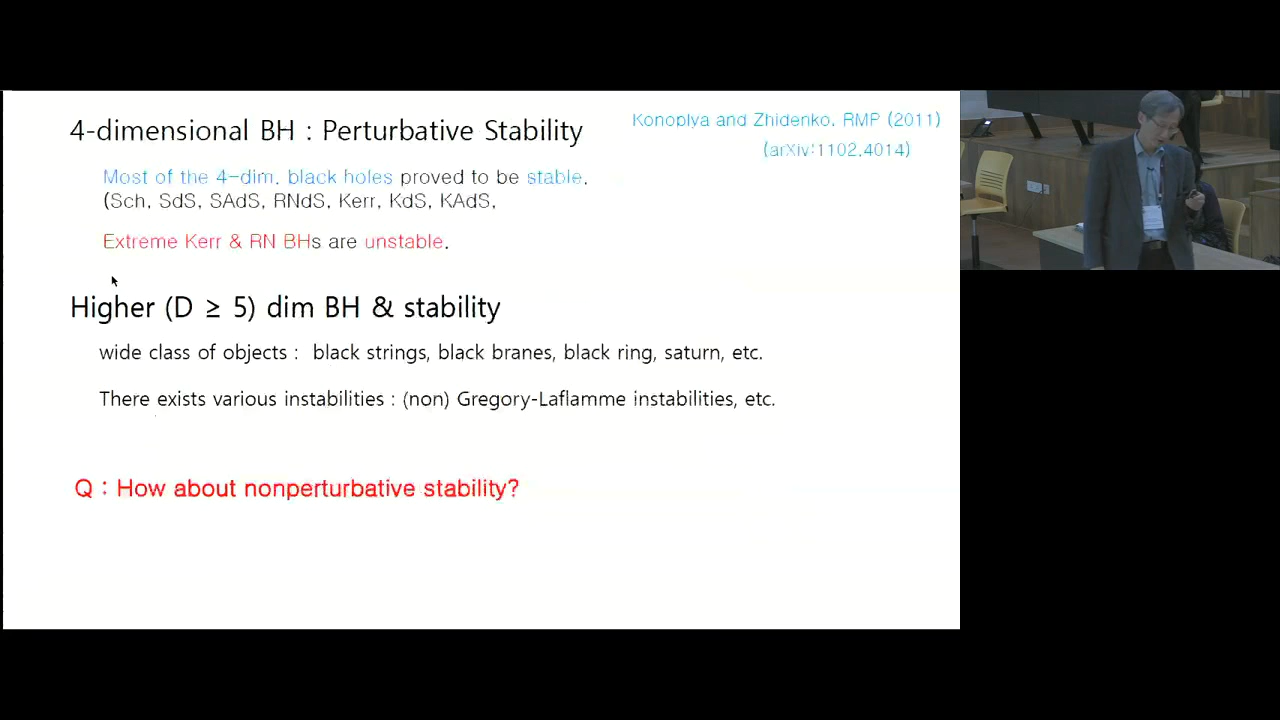 4-dimensional BH : Perturbative Stability
Konoplya and Zhidenko, RMP (2011)
(arXiv:1102.4014)
Most of the 4-dim. black holes proved to be stable.
(Sch, SdS, SAdS, RNdS, Kerr, KdS, KAdS,
Extreme Kerr & RN BHs are unstable.
Higher (D ≥ 5) dim BH & stability
wide class of objects : black strings, black branes, black ring, saturn, etc.
There exists various instabilities : (non) Gregory-Laflamme instabilities, etc.
Q : How about nonperturbative stability?